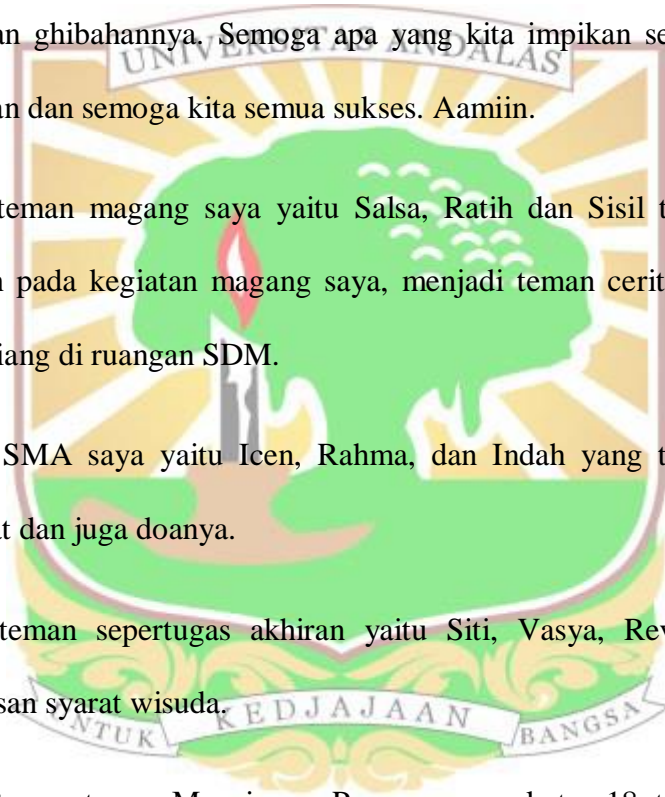 an ghibahannya. Semoga apa yang kita impikan se
UNIVERSITAS ANDALAS
an dan semoga kita semua sukses. Aamiin.
teman magang saya yaitu Salsa, Ratih dan Sisil t
pada kegiatan magang saya, menjadi teman cerit
iang di ruangan SDM.
SMA saya yaitu Icen, Rahma, dan Indah yang t
at dan juga doanya.
teman sepertugas akhiran yaitu Siti, Vasya, Rev
san syarat wisuda.
UNTUK KEDJAJAAN BANGSA